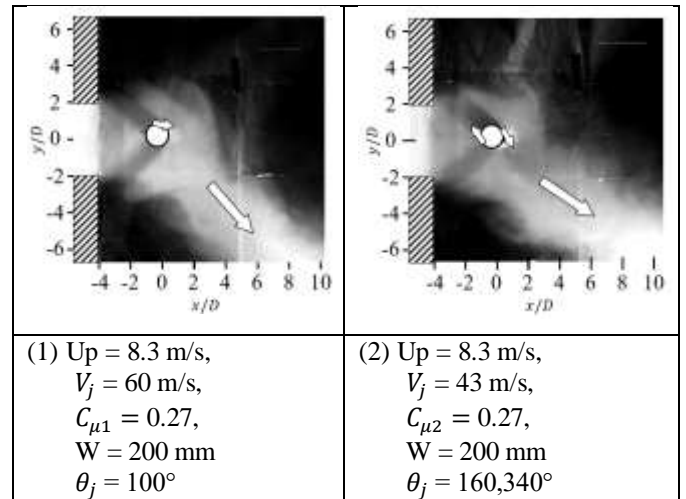 6
4
2
0
-2
-4
-6
y/D
-4 -2 0 2 4 6 8 10
x/D
6
4
2
0
-2
-4
-6
y/D
-4 -2 0 2 4 6 8 10
x/D
(1) Up = 8.3 m/s,
V_j = 60 m/s,
C_μ1 = 0.27,
W = 200 mm
θ_j = 100°
(2) Up = 8.3 m/s,
V_j = 43 m/s,
C_μ2 = 0.27,
W = 200 mm
θ_j = 160,340°